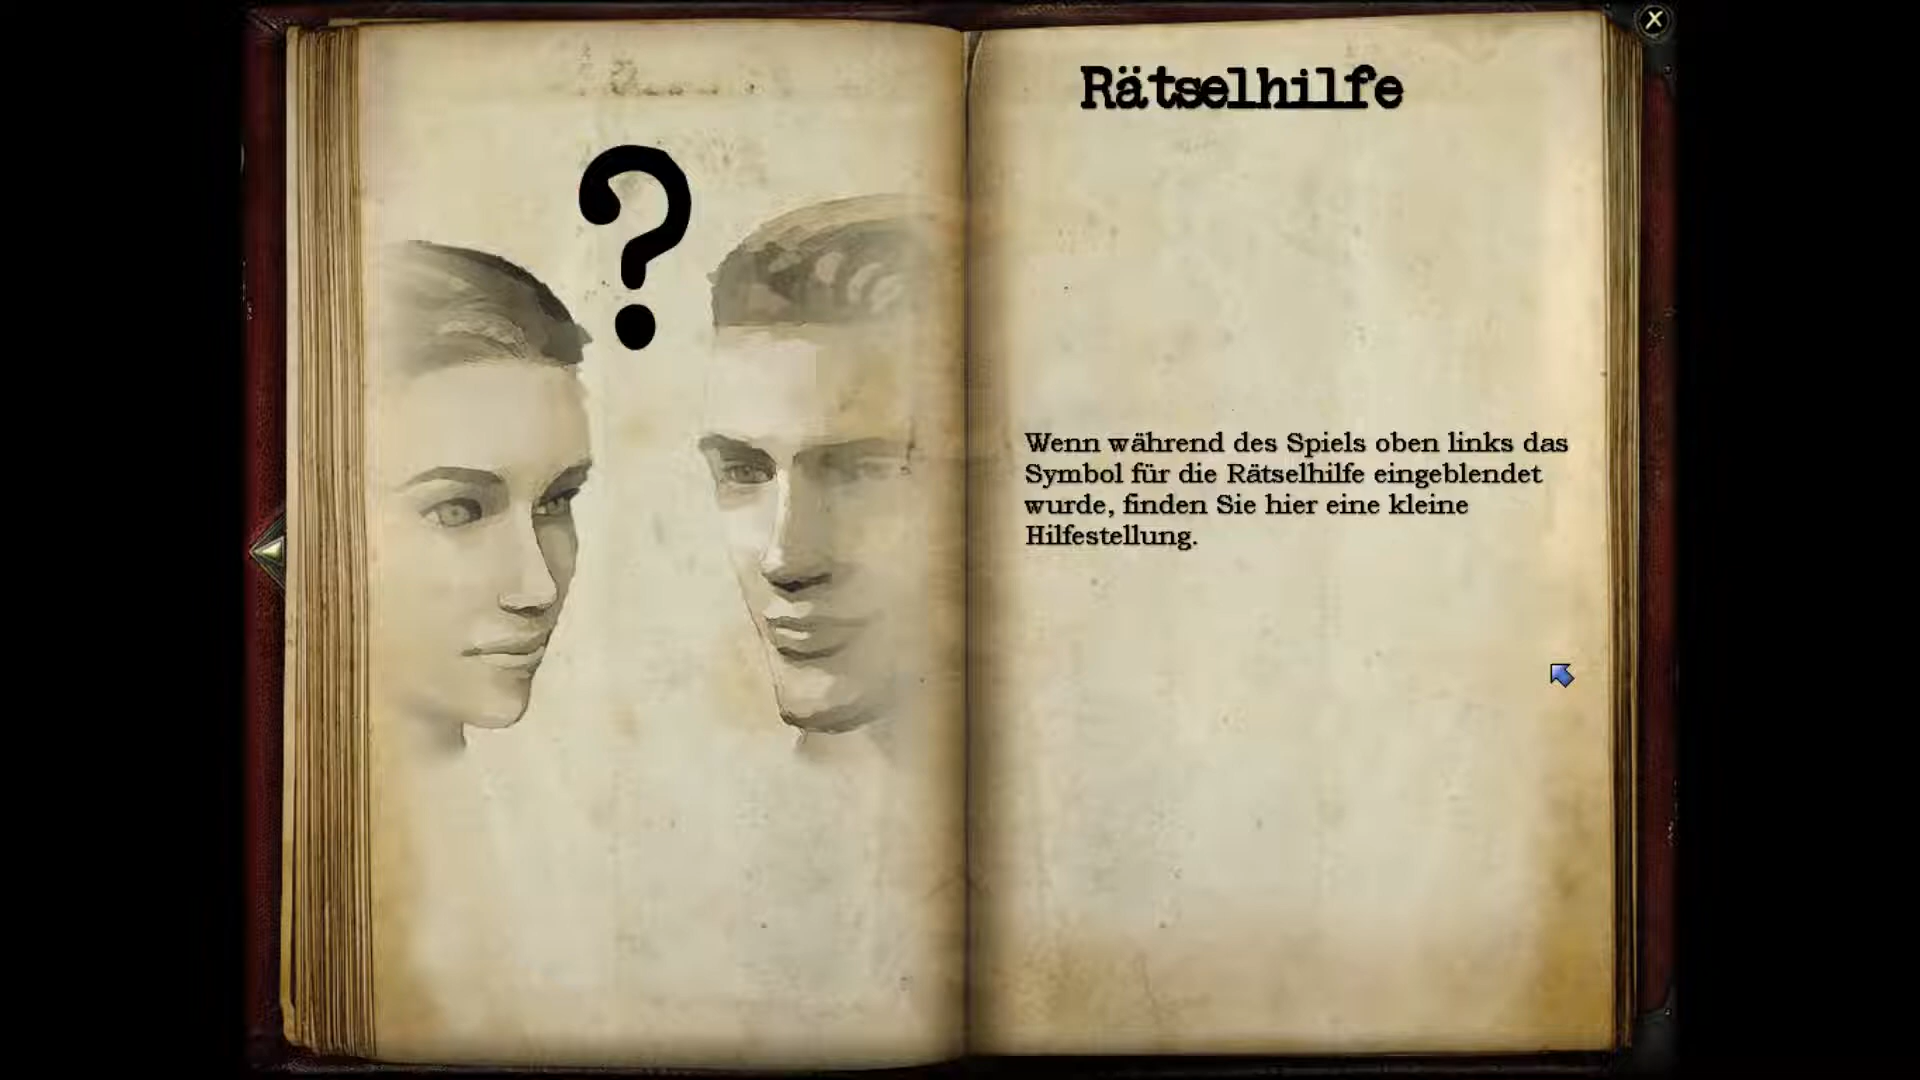 ?
Rätselhilfe
Wenn während des Spiels oben links das
Symbol für die Rätselhilfe eingeblendet
wurde, finden Sie hier eine kleine
Hilfestellung.